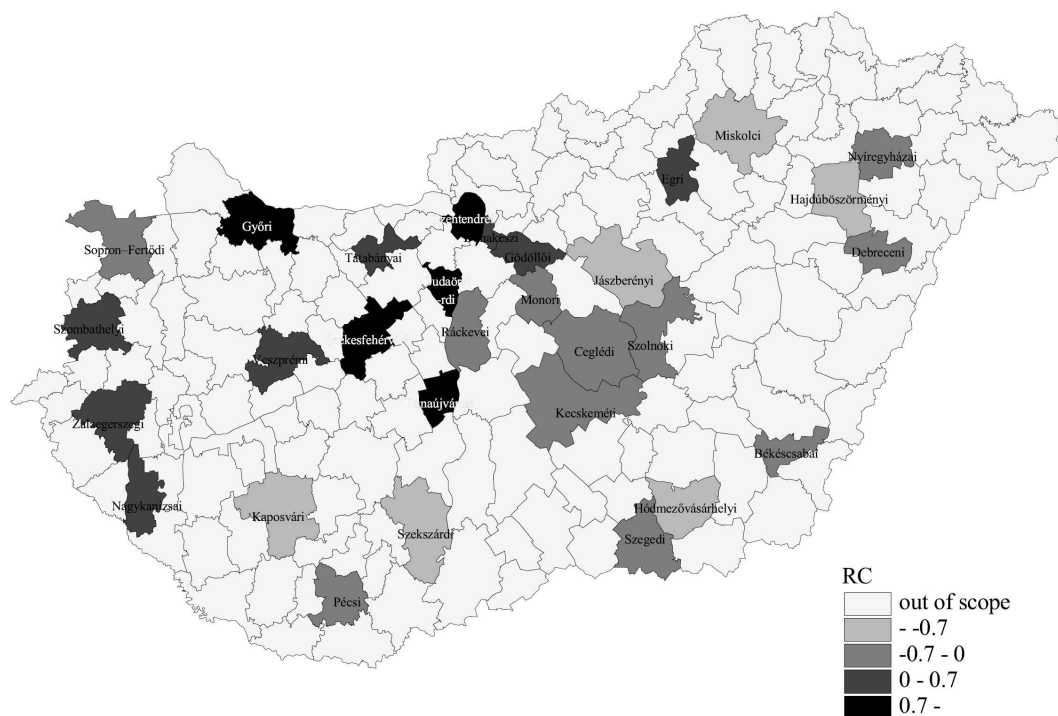 Miskolci
Nyíregyházai
Egri
Hajdúböszörményi
Győri
zentendre
Sopron–Fertődi
Tatabányai
Gödöllői
Debreceni
Jászberényi
Monori
Szombathelyi
Ráckevei
Veszprémi
Ceglédi
Szolnoki
Kecskeméti
Zalaegerszegi
Békéscsabai
Nagykanizsai
Kaposvári
Szekszárdi
Hódmezővásárhelyi
Szegedi
Pécsi
RC
out of scope
- -0.7
-0.7 - 0
0 - 0.7
0.7 -